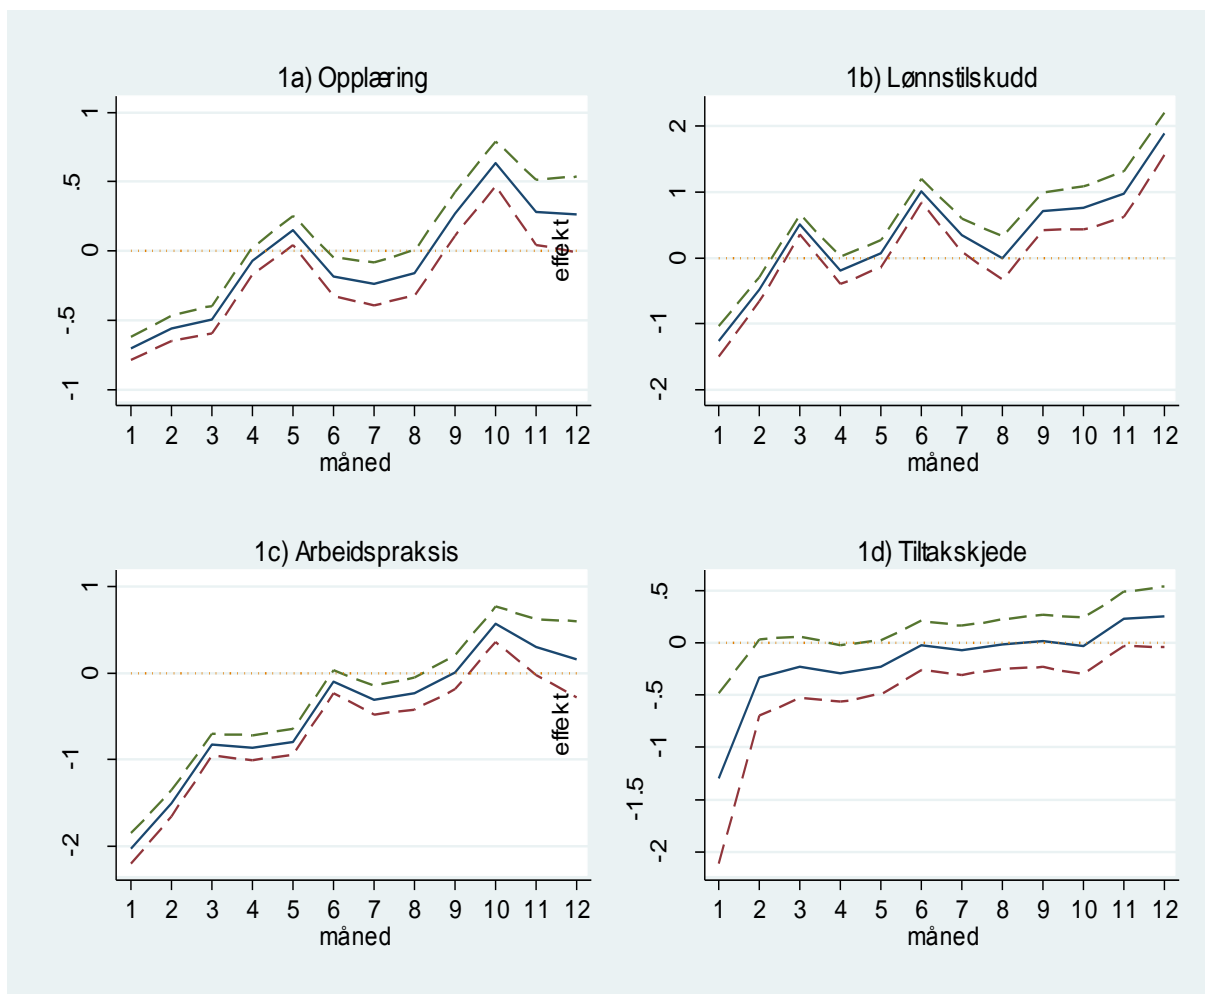 1a) Opplæring
1
.5
0
-.5
-1
effekt
1 2 3 4 5 6 7 8 9 10 11 12
måned
1b) Lønnstilskudd
2
1
0
-1
-2
1 2 3 4 5 6 7 8 9 10 11 12
måned
1c) Arbeidspraksis
1
0
-1
-2
effekt
1 2 3 4 5 6 7 8 9 10 11 12
måned
1d) Tiltakskjede
.5
0
-.5
-1
-1.5
-2
1 2 3 4 5 6 7 8 9 10 11 12
måned